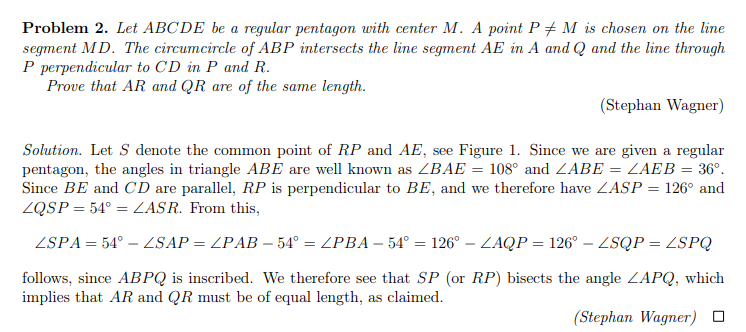 Problem 2. Let ABCDE be a regular pentagon with center M. A point P ≠ M is chosen on the line
segment MD. The circumcircle of ABP intersects the line segment AE in A and Q and the line through
P perpendicular to CD in P and R.
Prove that AR and QR are of the same length.
(Stephan Wagner)
Solution. Let S denote the common point of RP and AE, see Figure 1. Since we are given a regular
pentagon, the angles in triangle ABE are well known as ∠BAE = 108° and ∠ABE = ∠AEB = 36°.
Since BE and CD are parallel, RP is perpendicular to BE, and we therefore have ∠ASP = 126° and
∠QSP = 54° = ∠ASR. From this,
∠SPA = 54° − ∠SAP = ∠PAB − 54° = ∠PBA − 54° = 126° − ∠AQP = 126° − ∠SQP = ∠SPQ
follows, since ABPQ is inscribed. We therefore see that SP (or RP) bisects the angle ∠APQ, which
implies that AR and QR must be of equal length, as claimed.
(Stephan Wagner) □